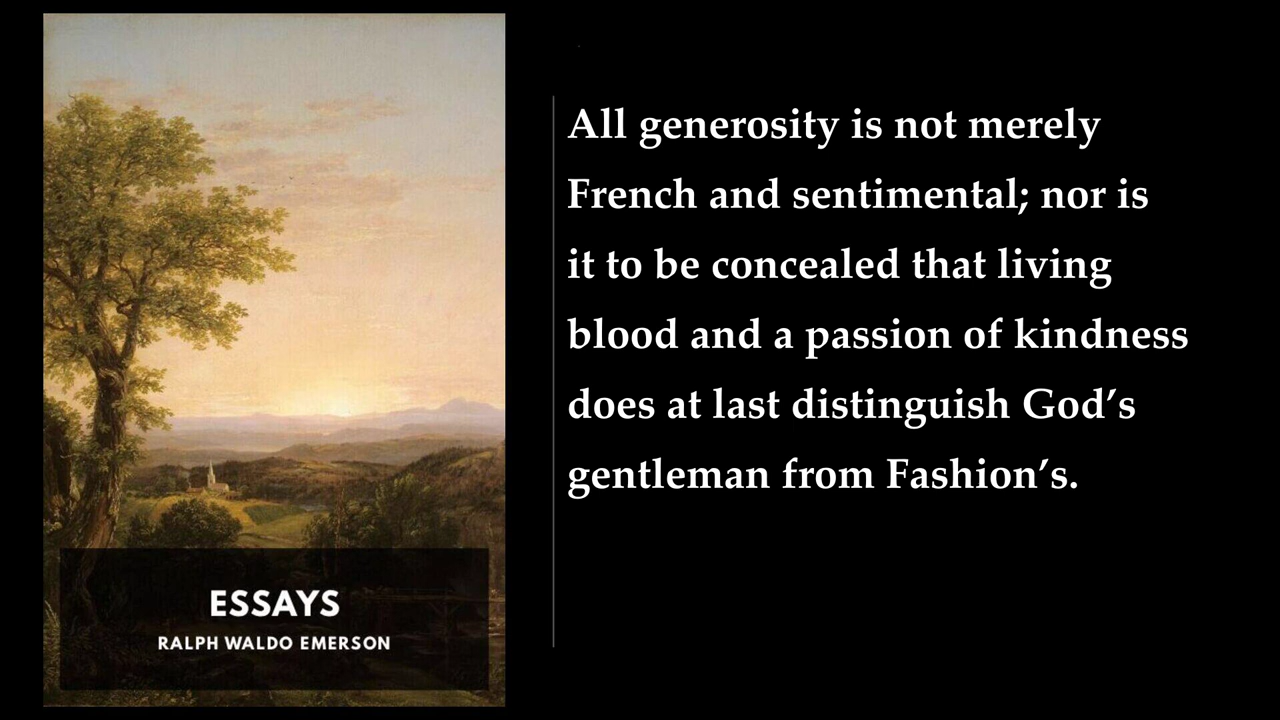 All generosity is not merely
French and sentimental; nor is
it to be concealed that living
blood and a passion of kindness
does at last distinguish God’s
gentleman from Fashion’s.
ESSAYS
RALPH WALDO EMERSON